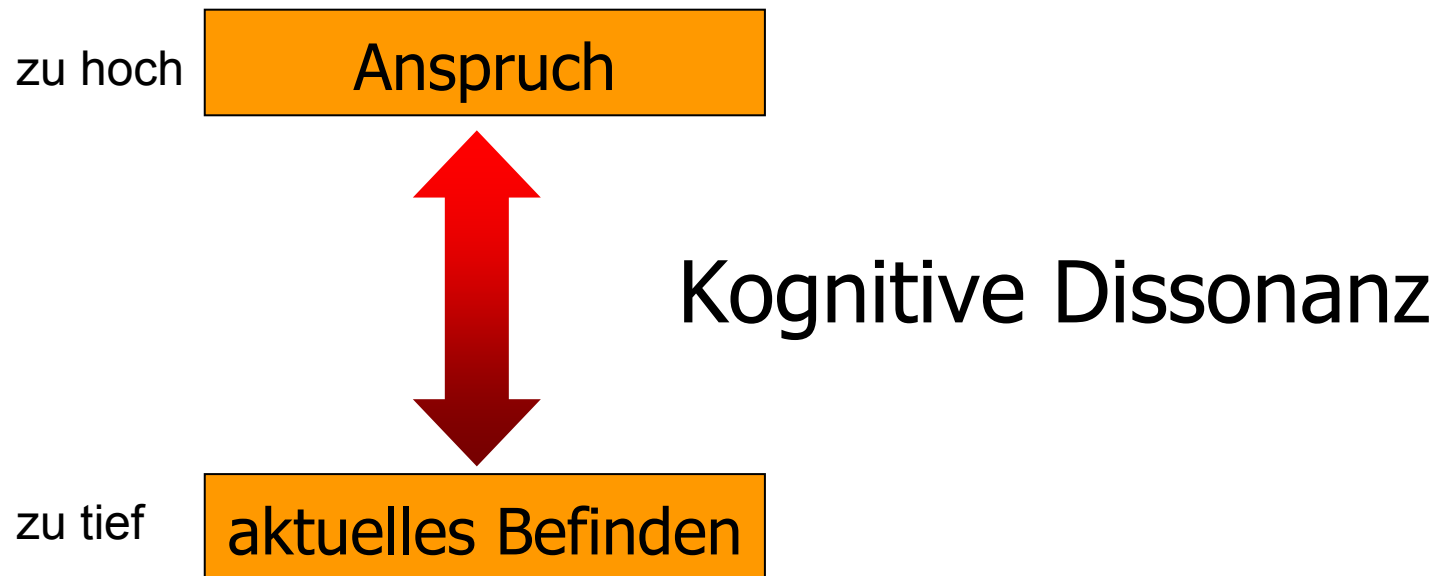 zu hoch
Anspruch
Kognitive Dissonanz
zu tief
aktuelles Befinden